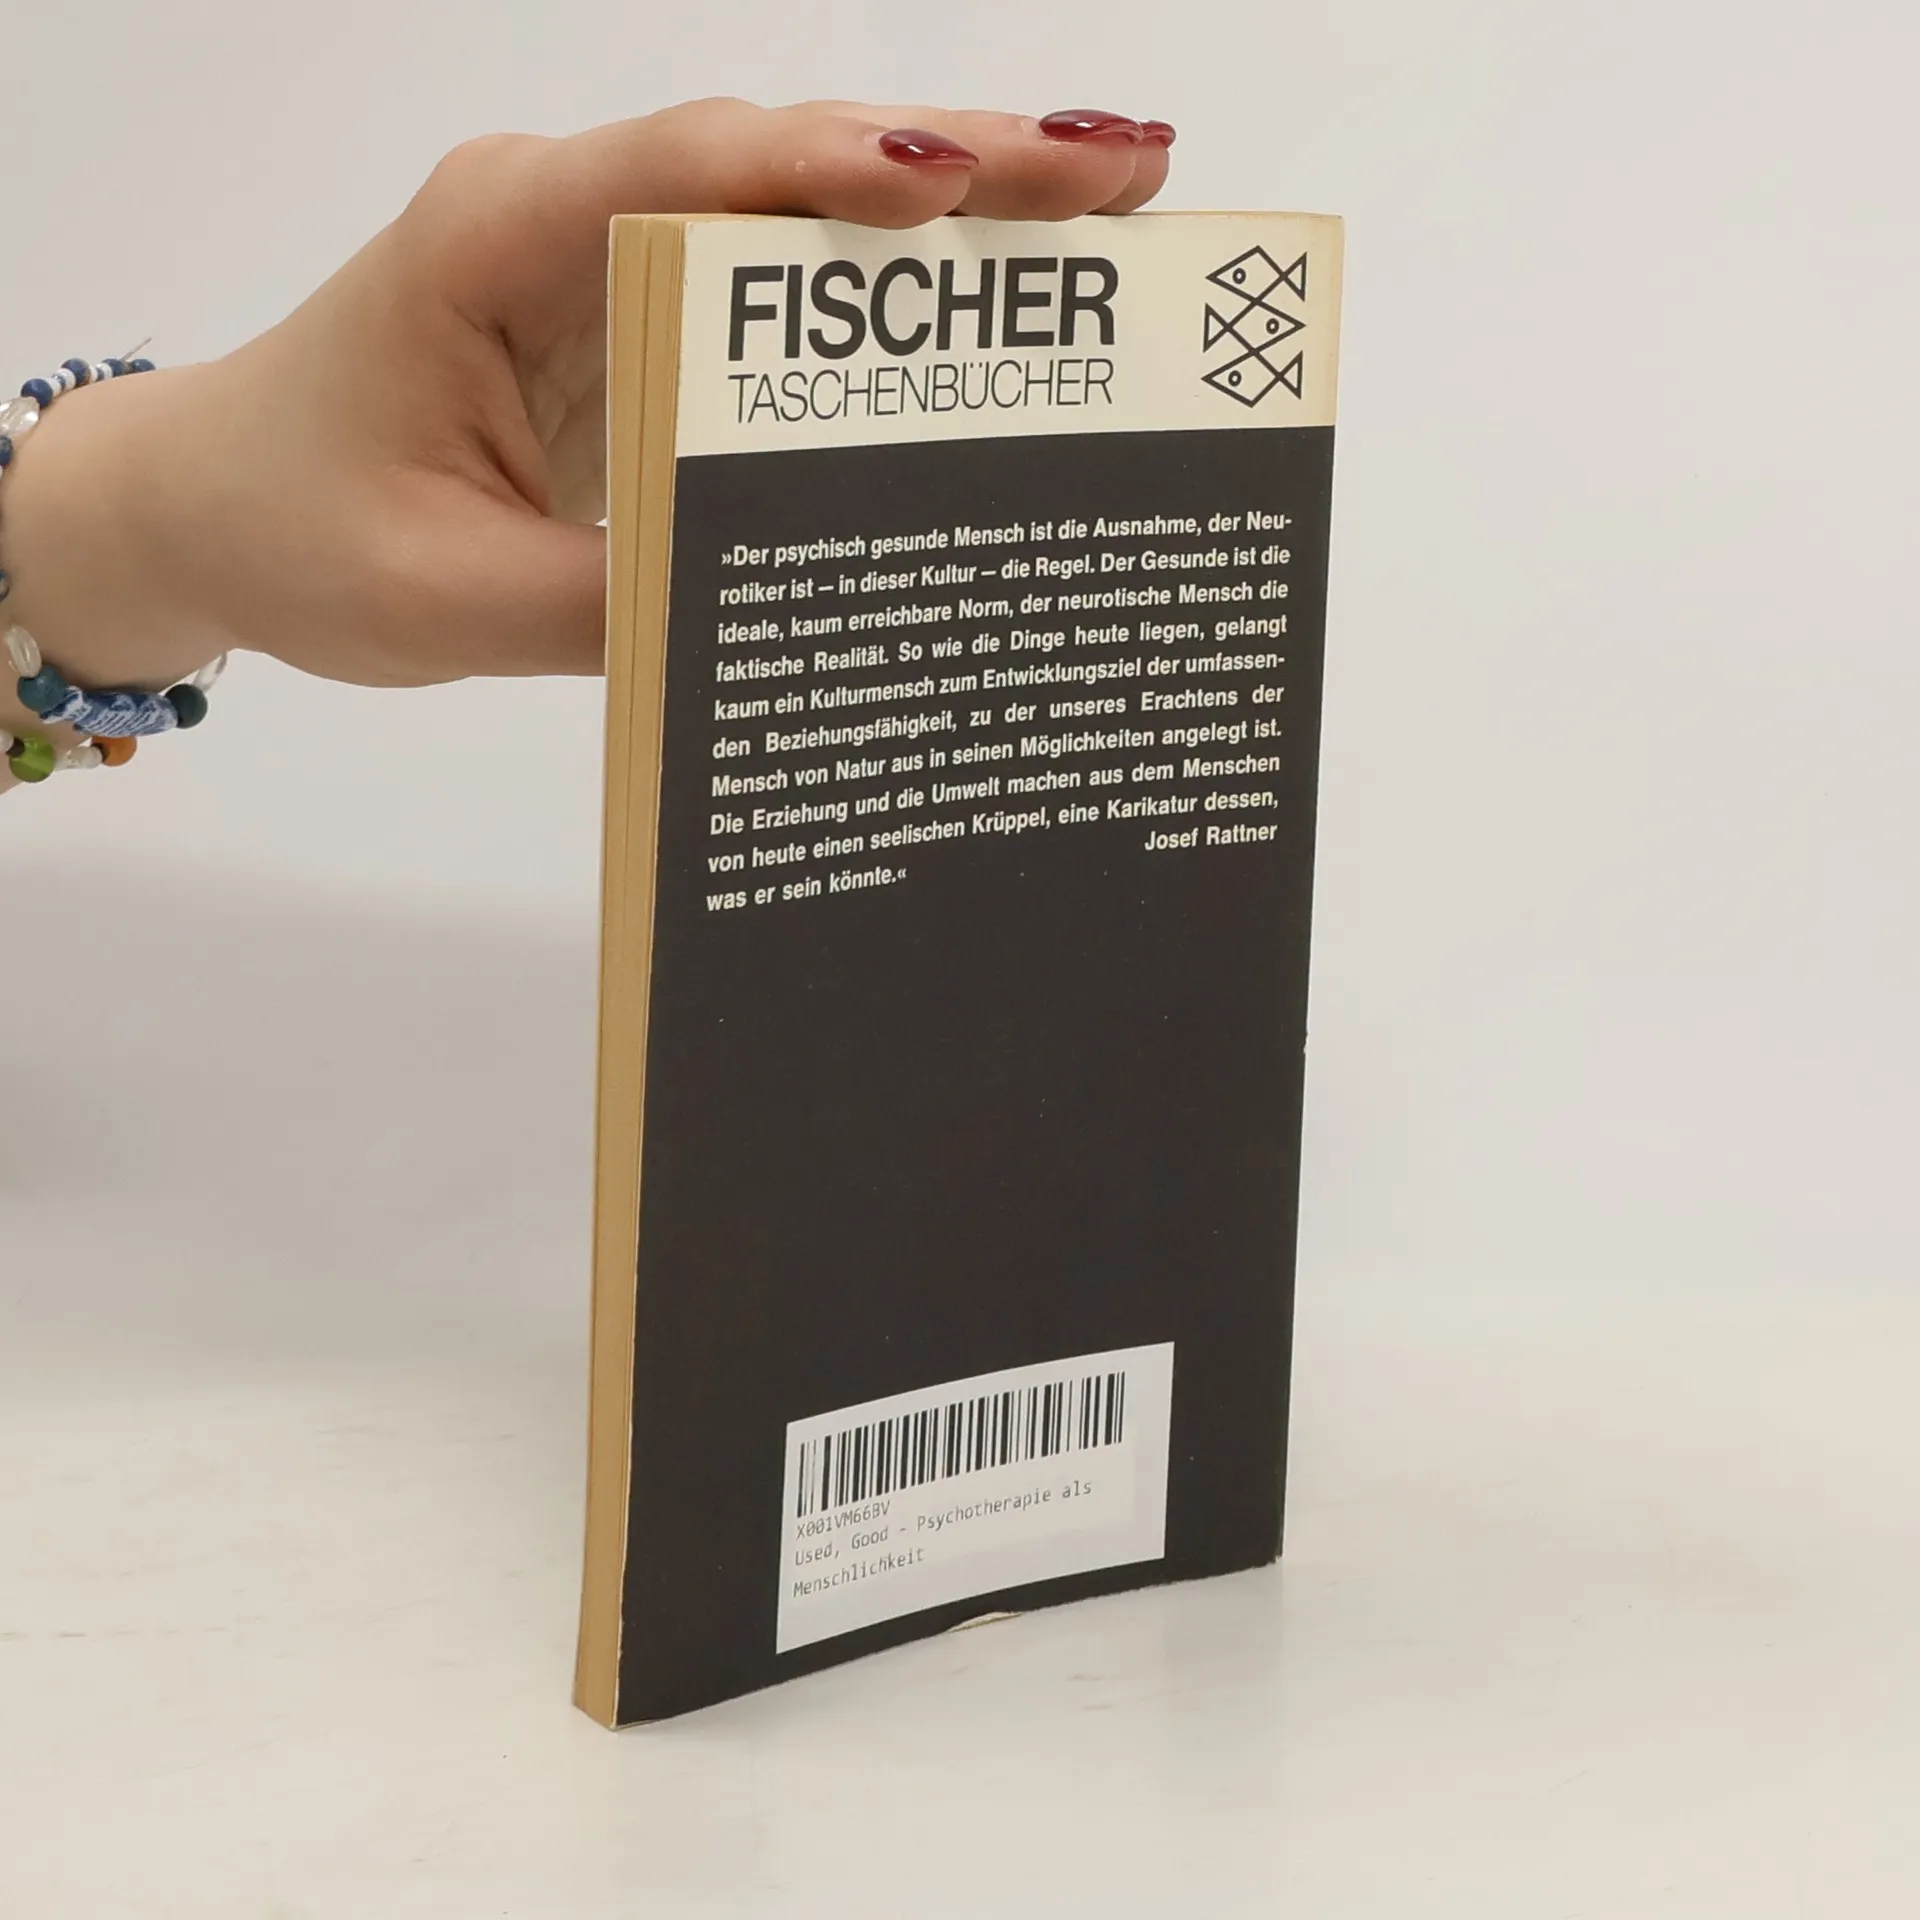 FISCHER
TASCHENBÜCHER
»Der psychisch gesunde Mensch ist die Ausnahme, der Neu-
rotiker ist – in dieser Kultur – die Regel. Der Gesunde ist die
ideale, kaum erreichbare Norm, der neurotische Mensch die
faktische Realität. So wie die Dinge heute liegen, gelangt
kaum ein Kulturmensch zum Entwicklungsziel der umfassen-
den Beziehungsfähigkeit, zu der unseres Erachtens der
Mensch von Natur aus in seinen Möglichkeiten angelegt ist.
Die Erziehung und die Umwelt machen aus dem Menschen
von heute einen seelischen Krüppel, eine Karikatur dessen,
was er sein könnte.«
Josef Rattner
X001VM66BV
Used, Good - Psychotherapie als
Menschlichkeit